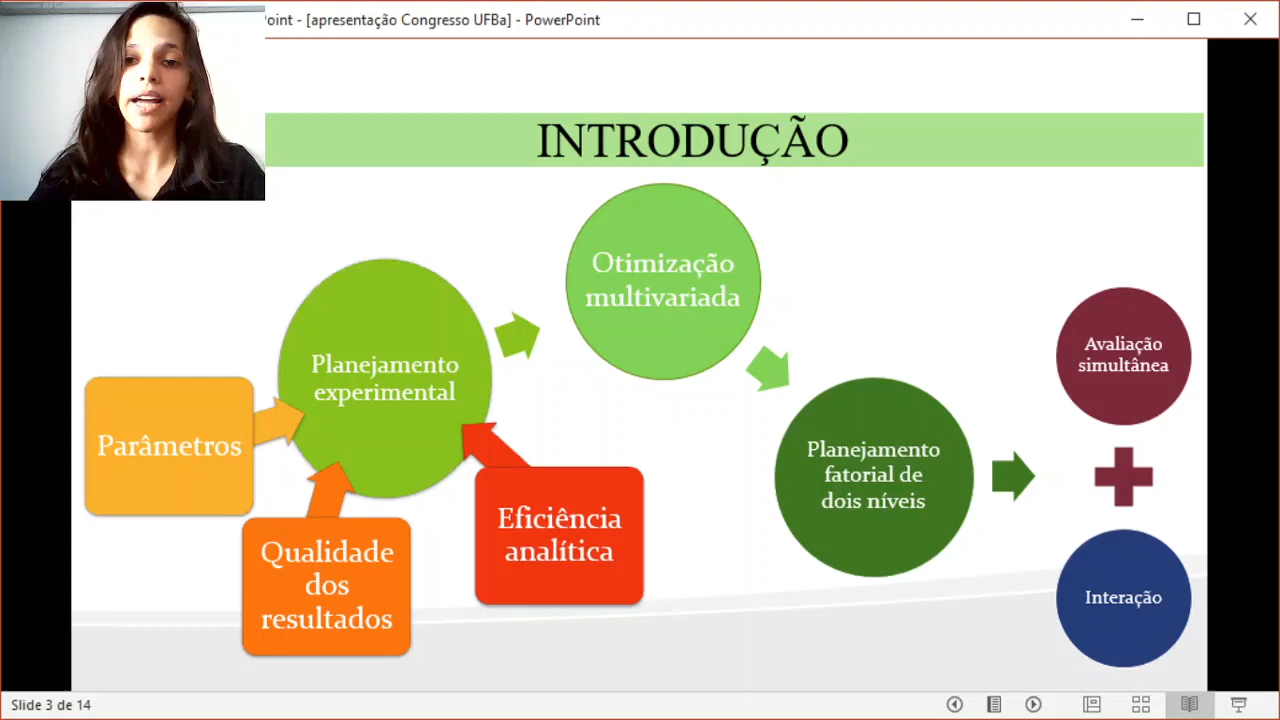 oint - [apresentação Congresso UFBa] - PowerPoint
INTRODUÇÃO
Otimização
multivariada
Planejamento
experimental
Parâmetros
Qualidade
dos
resultados
Eficiência
analítica
Planejamento
fatorial de
dois níveis
Avaliação
simultânea
Interação
Slide 3 de 14